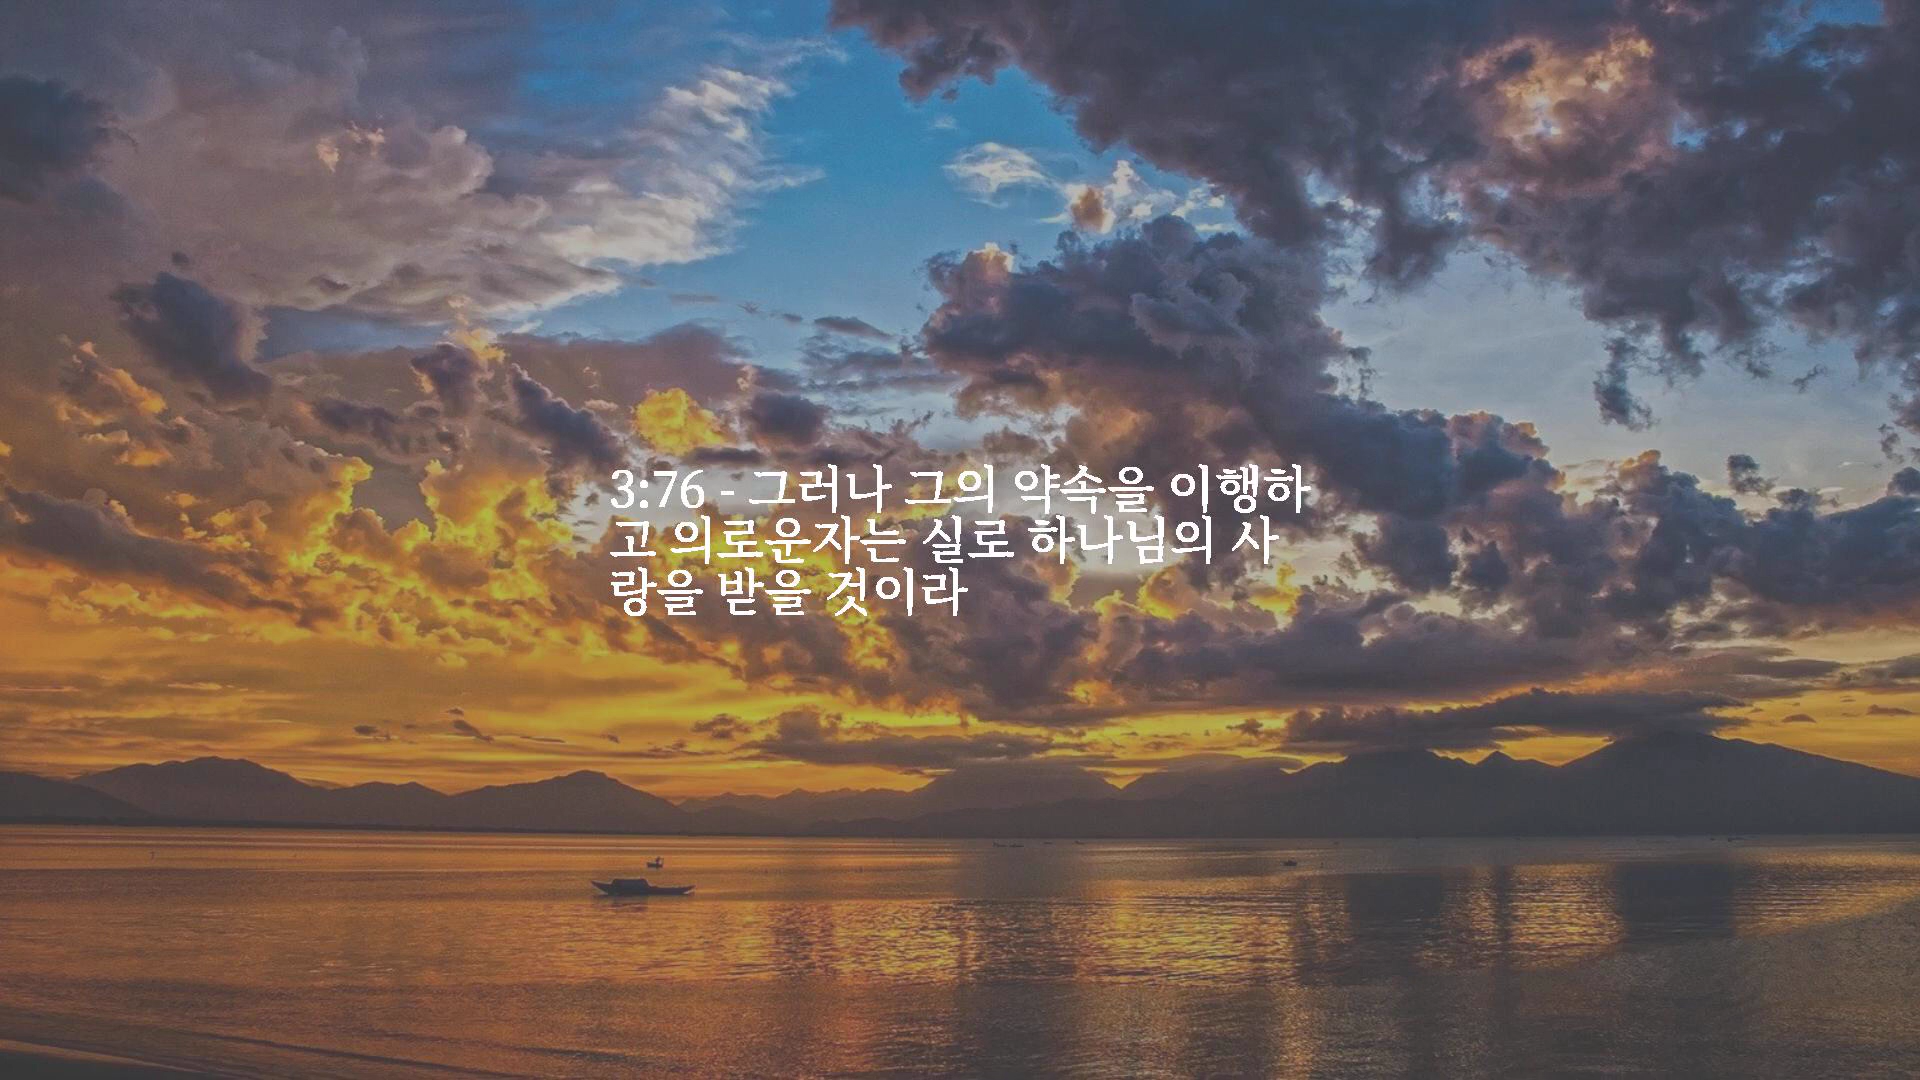 3:76 - 그러나 그의 약속을 이행하
고 의로운자는 실로 하나님의 사
랑을 받을 것이라